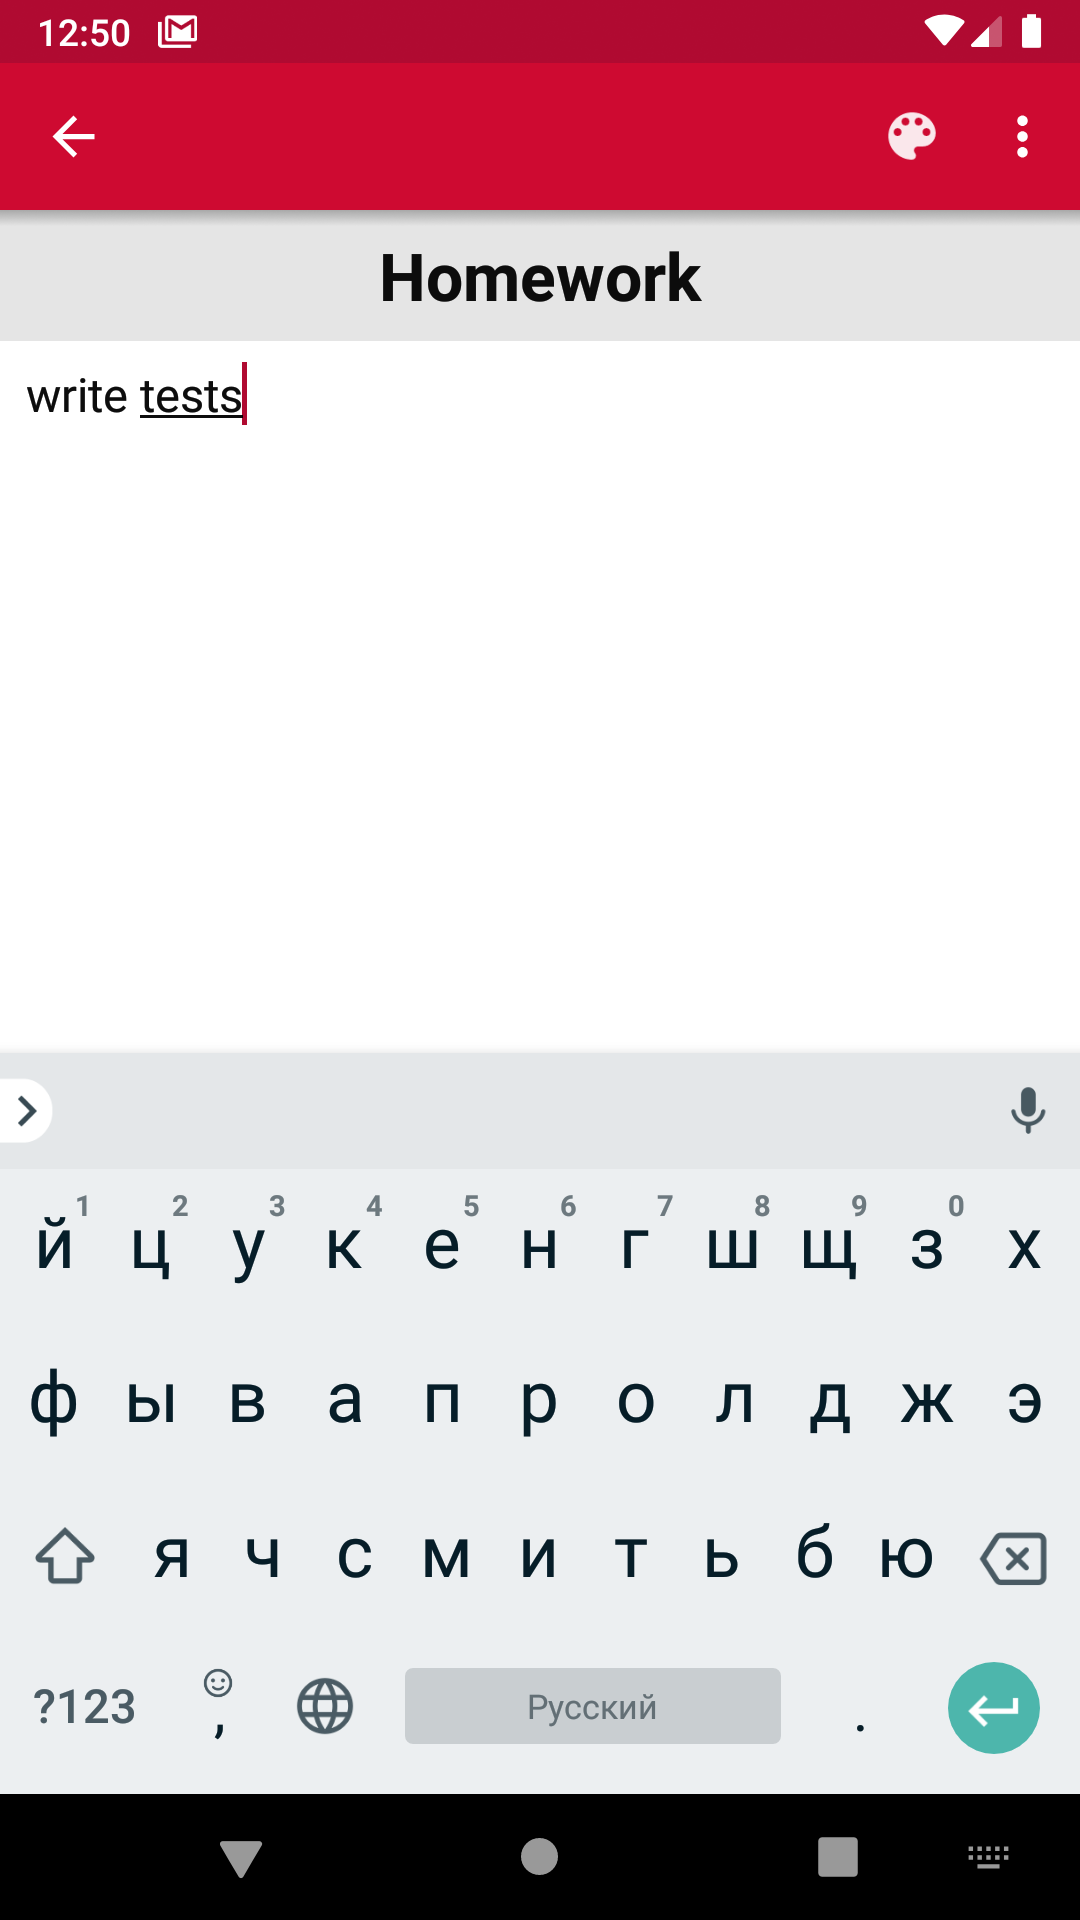 12:50
Homework
write tests
1 2 3 4 5 6 7 8 9 0
й ц у к е н г ш щ з х
ф ы в а п р о л д ж э
я ч с м и т ь б ю
?123 , Русский .